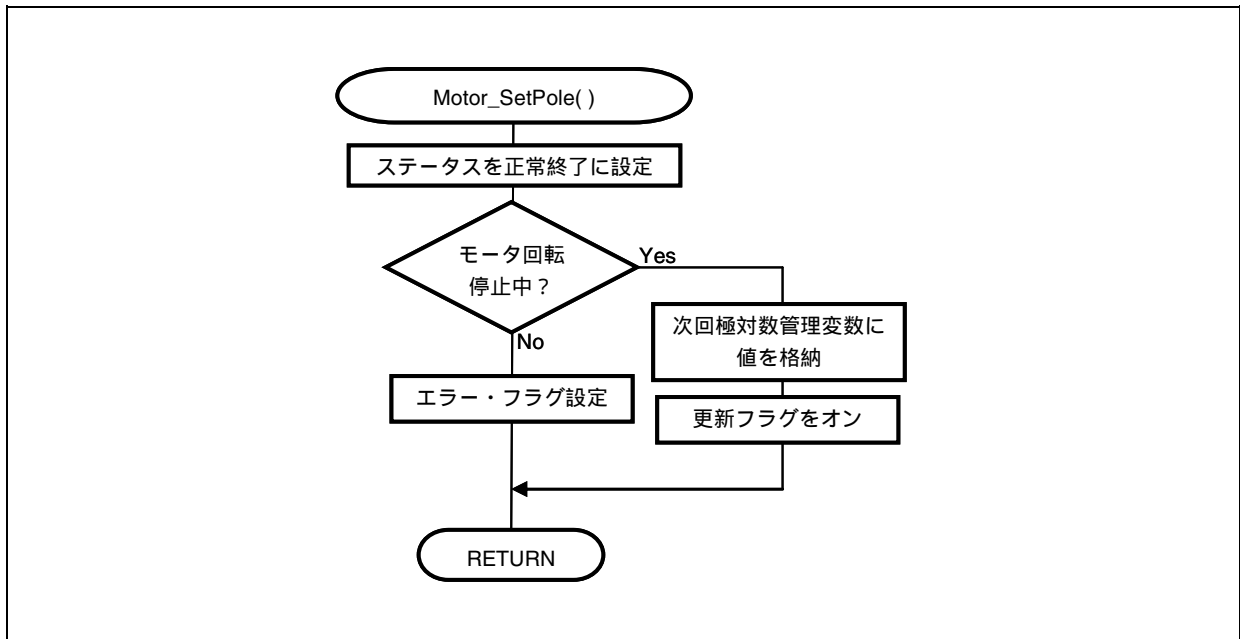 Motor_SetPole( )
ステータスを正常終了に設定
モータ回転
停止中？
Yes
次回極対数管理変数に
値を格納
No
エラー・フラグ設定
更新フラグをオン
RETURN